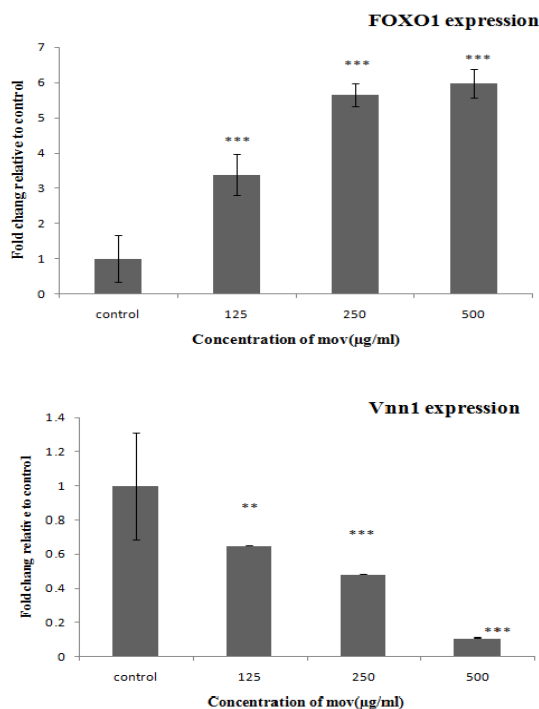 FOXO1 expression
Fold chang relative to control
7
6
5
4
3
2
1
0
***
***
***
control 125 250 500
Concentration of mov(µg/ml)
Vnn1 expression
Fold chang relative to control
1.4
1.2
1
0.8
0.6
0.4
0.2
0
**
***
***
control 125 250 500
Concentration of mov(µg/ml)